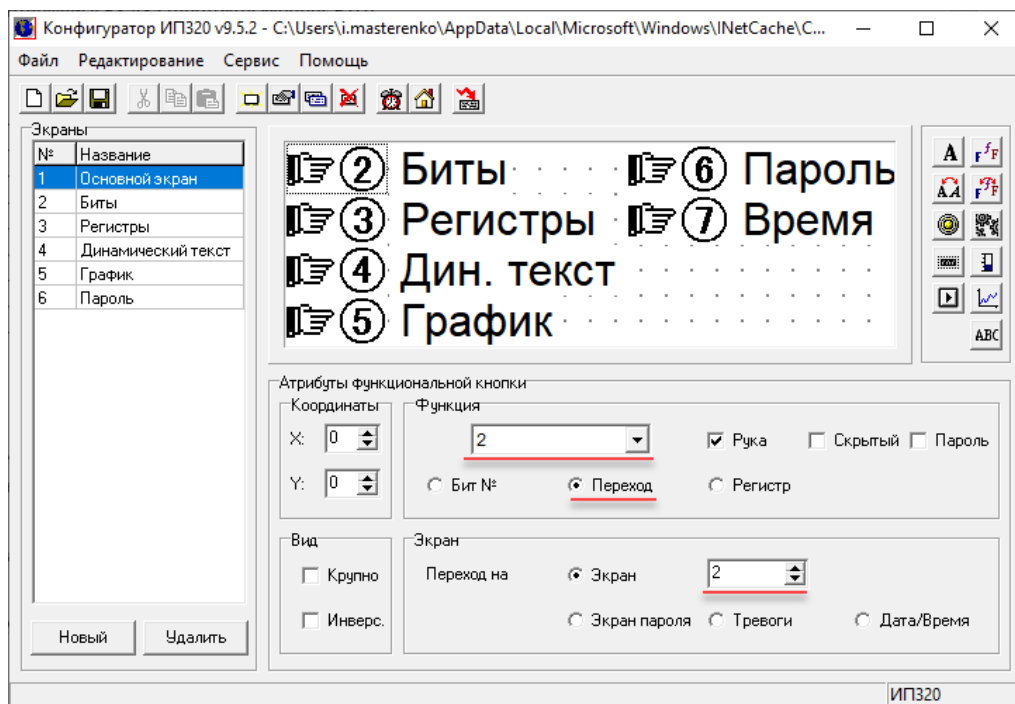 Конфигуратор ИП320 v9.5.2 - C:\Users\i.masterenko\AppData\Local\Microsoft\Windows\INetCache\C...
Файл Редактирование Сервис Помощь
Экраны
№ Название
1 Основной экран
2 Биты
3 Регистры
4 Динамический текст
5 График
6 Пароль
Новый Удалить
2 Биты 6 Пароль
3 Регистры 7 Время
4 Дин. текст
5 График
A F f F
A A F F
ABC
Атрибуты функциональной кнопки
Координаты
X: 0
Y: 0
Функция
2 Рука Скрытый Пароль
Бит № Переход Регистр
Вид
Крупно
Инверс.
Экран
Переход на Экран 2
Экран пароля Тревоги Дата/Время
ИП320